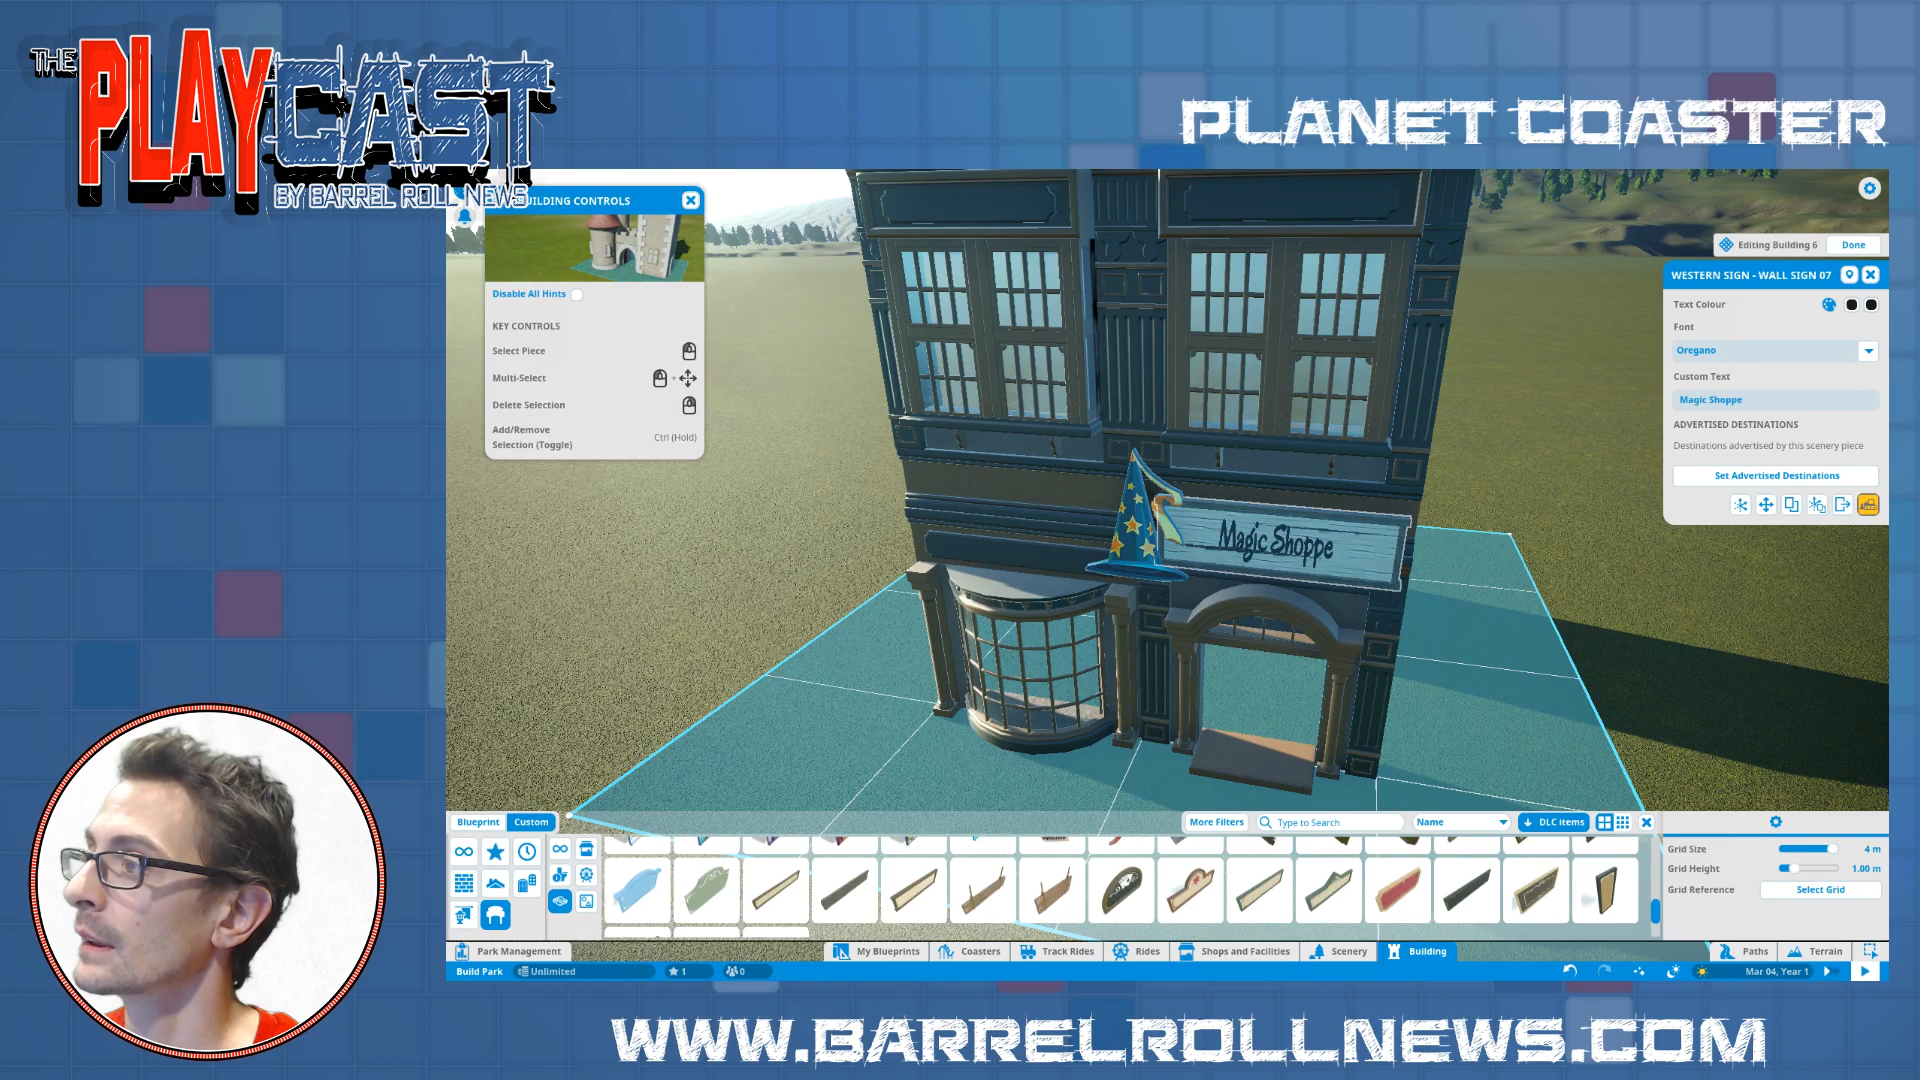 THE
PLAYCAST
BY BARREL ROLL NEWS
PLANET COASTER
UILDING CONTROLS
Disable All Hints
KEY CONTROLS
Select Piece
Multi-Select
+
Delete Selection
Add/Remove
Selection (Toggle)
Ctrl (Hold)
Editing Building 6
Done
WESTERN SIGN - WALL SIGN 07
Text Colour
Font
Oregano
Custom Text
Magic Shoppe
ADVERTISED DESTINATIONS
Destinations advertised by this scenery piece
Set Advertised Destinations
Magic Shoppe
Blueprint
Custom
More Filters
Type to Search
Name
DLC items
Grid Size
4 m
Grid Height
1.00 m
Grid Reference
Select Grid
Park Management
My Blueprints
Coasters
Track Rides
Rides
Shops and Facilities
Scenery
Building
Paths
Terrain
Build Park
Unlimited
1
0
Mar 04, Year 1
WWW.BARRELROLLNEWS.COM